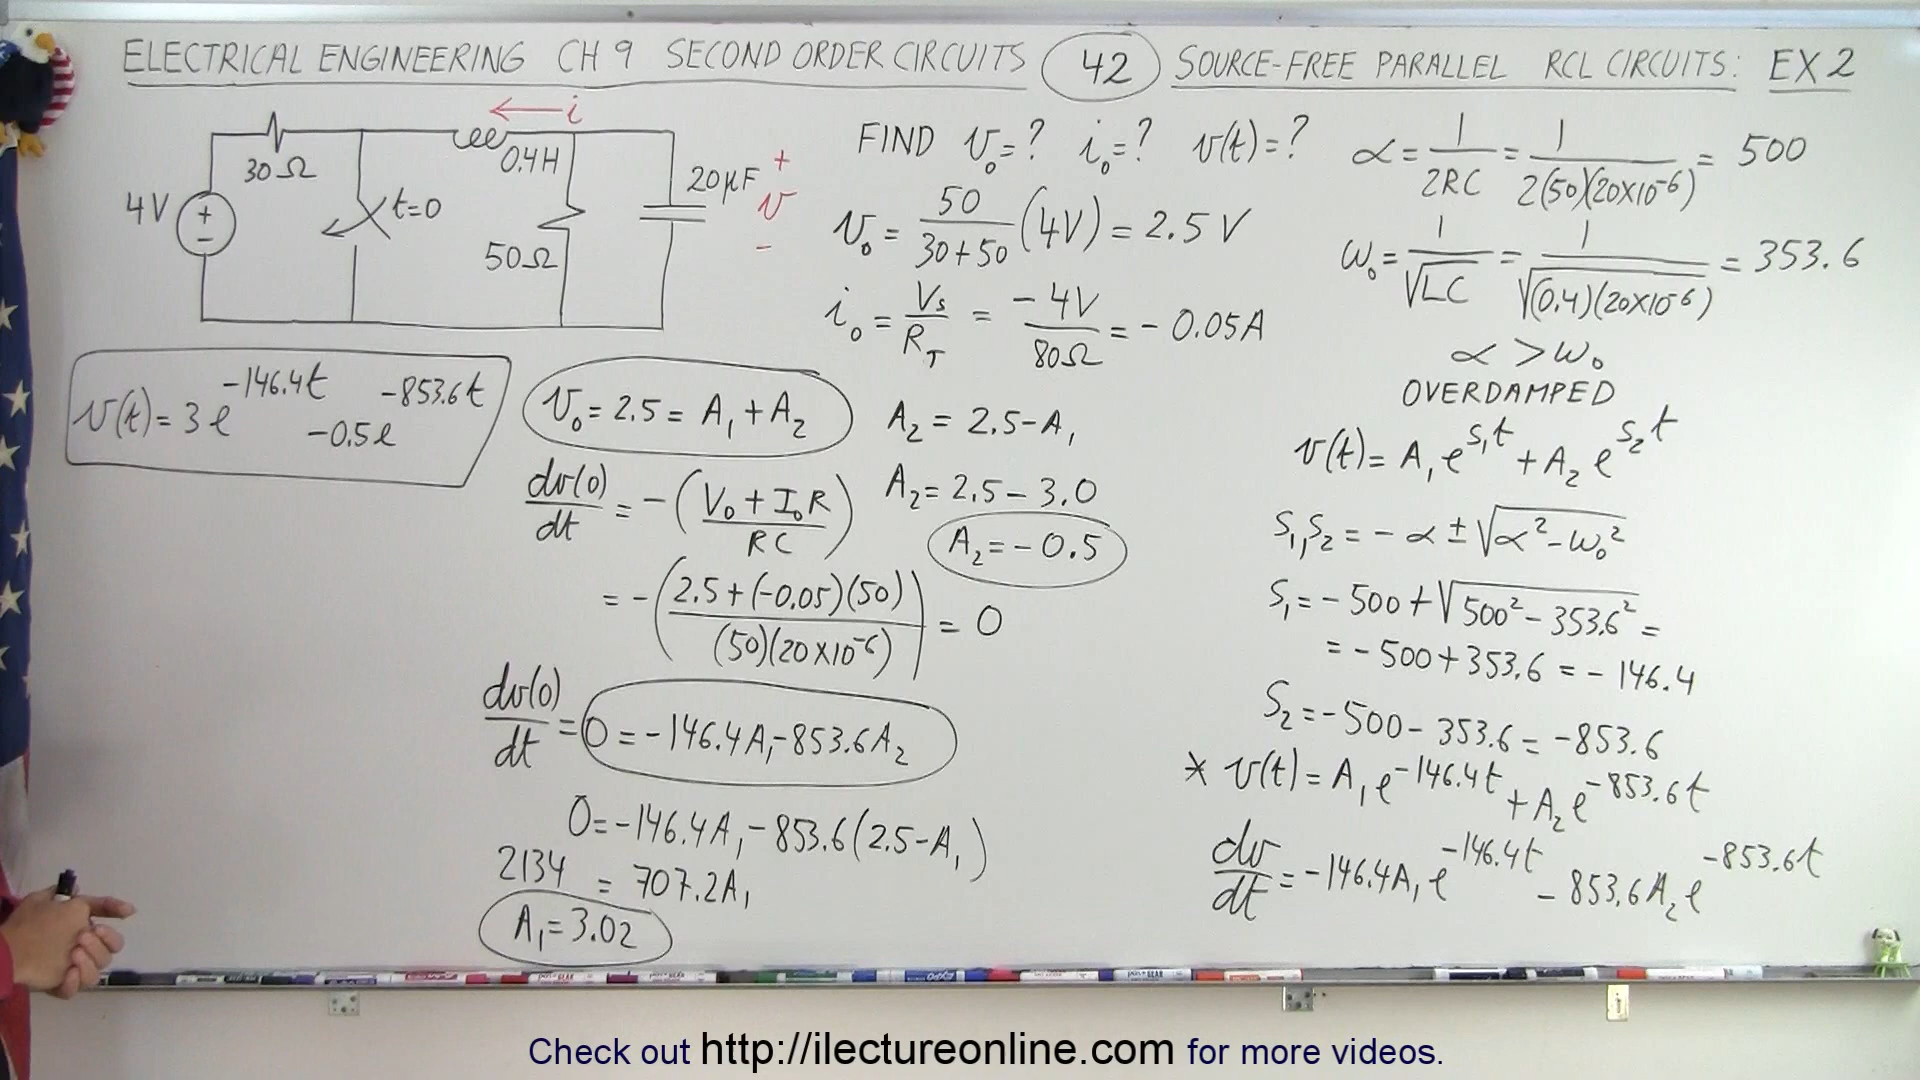 ELECTRICAL ENGINEERING CH 9 SECOND ORDER CIRCUITS 42 SOURCE-FREE PARALLEL RCL CIRCUITS: EX 2
i
30Ω
0.4H
4V
+
-
t=0
50Ω
20μF
+
v
-
FIND v₀=? i₀=? v(t)=?
v₀ = 50/(30+50) (4V) = 2.5 V
i₀ = Vs/R_T = -4V/80Ω = -0.05A
α = 1/2RC = 1/2(50)(20×10⁻⁶) = 500
ω₀ = 1/√LC = 1/√(0.4)(20×10⁻⁶) = 353.6
α > ω₀
OVERDAMPED
v(t) = A₁e^s₁t + A₂e^s₂t
s₁,s₂ = -α ± √α²-ω₀²
s₁ = -500 + √500² - 353.6² =
= -500+353.6 = -146.4
s₂ = -500 - 353.6 = -853.6
* v(t) = A₁e^-146.4t + A₂e^-853.6t
dv/dt = -146.4A₁e^-146.4t - 853.6A₂e^-853.6t
v₀ = 2.5 = A₁ + A₂
dv(0)/dt = -(V₀ + I₀R / RC)
= -(2.5+(-0.05)(50) / (50)(20×10⁻⁶)) = 0
dv(0)/dt = 0 = -146.4A₁-853.6A₂
0=-146.4A₁-853.6(2.5-A₁)
2134 = 707.2A₁
A₁=3.02
A₂ = 2.5-A₁
A₂ = 2.5-3.0
A₂=-0.5
v(t) = 3e^-146.4t -0.5e^-853.6t
Check out http://ilectureonline.com for more videos.